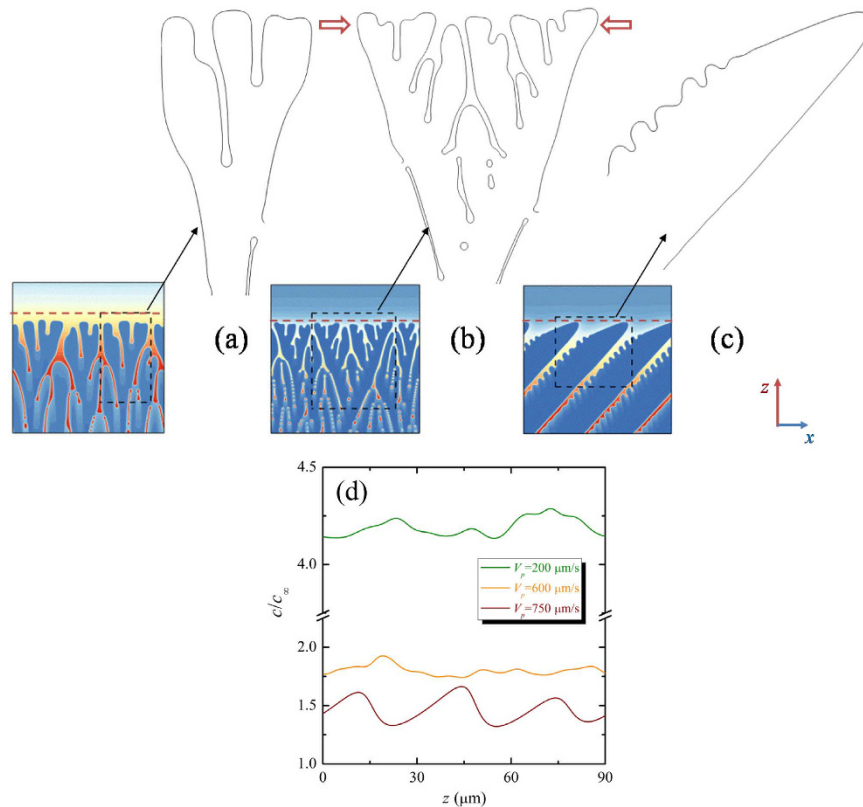 (a)
(b)
(c)
z
x
(d)
4.5
4.0
2.0
1.5
1.0
c/c∞
V_p=200 μm/s
V_p=600 μm/s
V_p=750 μm/s
0
30
60
90
z (μm)